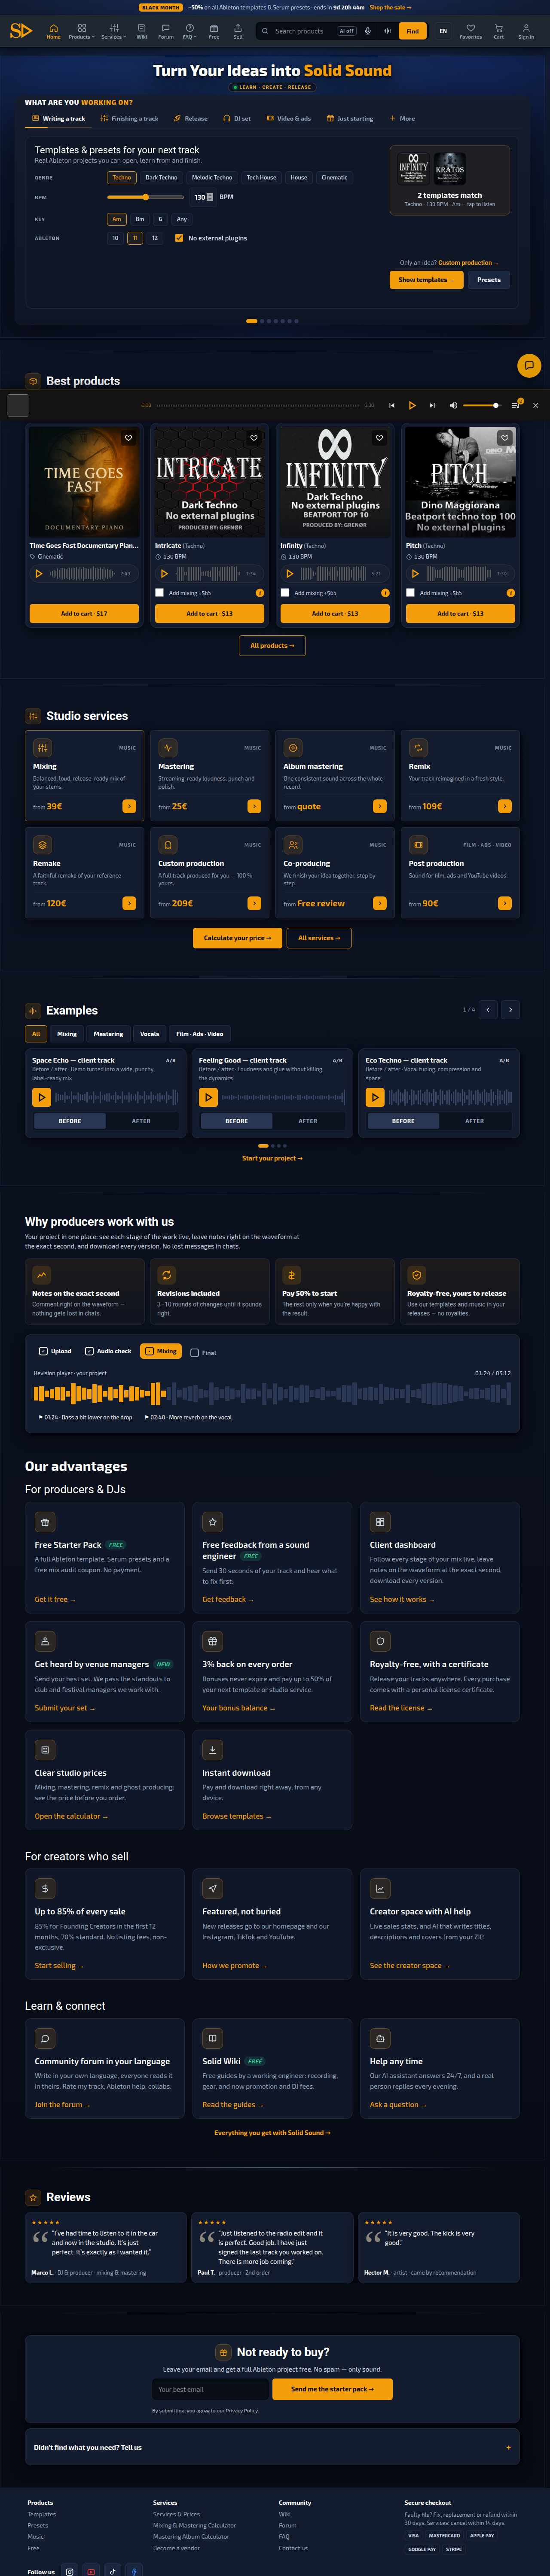 BLACK MONTH −50% on all Ableton templates & Serum presets · ends in 9d 20h 44m Shop the sale →
Home
Products
Services
Wiki
Forum
FAQ
Free
Sell
Search products
AI off
Find
EN
Favorites
Cart
Sign in
Turn Your Ideas into Solid Sound
LEARN · CREATE · RELEASE
WHAT ARE YOU WORKING ON?
Writing a track
Finishing a track
Release
DJ set
Video & ads
Just starting
More
Templates & presets for your next track
Real Ableton projects you can open, learn from and finish.
GENRE
Techno
Dark Techno
Melodic Techno
Tech House
House
Cinematic
BPM
130 BPM
KEY
Am
Bm
G
Any
ABLETON
10
11
12
No external plugins
KRATOS
2 templates match
Techno · 130 BPM · Am — tap to listen
Only an idea? Custom production →
Show templates →
Presets
Best products
0:00
0:00
0
TIME GOES FAST
DOCUMENTARY PIANO
Time Goes Fast Documentary Pian...
Cinematic
2:49
Add to cart · $17
INTRICATE
Dark Techno
No external plugins
PRODUCED BY: GRENØR
Intricate (Techno)
130 BPM
7:34
Add mixing +$65
Add to cart · $13
INFINITY
Dark Techno
No external plugins
BEATPORT TOP 10
PRODUCED BY: GRENØR
Infinity (Techno)
130 BPM
Add mixing +$65
Add to cart · $13
PITCH
Dino Maggiorana
Beatport techno top 100
No external plugins
Pitch (Techno)
130 BPM
7:30
Add mixing +$65
Add to cart · $13
All products →
Studio services
MUSIC
Mixing
Balanced, loud, release-ready mix of your stems.
from 39€
MUSIC
Mastering
Streaming-ready loudness, punch and polish.
from 25€
MUSIC
Album mastering
One consistent sound across the whole record.
from quote
MUSIC
Remix
Your track reimagined in a fresh style.
from 109€
MUSIC
Remake
A faithful remake of your reference track.
from 120€
MUSIC
Custom production
A full track produced for you — 100 % yours.
from 209€
MUSIC
Co-producing
We finish your idea together, step by step.
from Free review
FILM · ADS · VIDEO
Post production
Sound for film, ads and YouTube videos.
from 90€
Calculate your price →
All services →
Examples
1 / 4
All
Mixing
Mastering
Vocals
Film · Ads · Video
Space Echo — client track
A/B
Before / after · Demo turned into a wide, punchy, label-ready mix
BEFORE
AFTER
Feeling Good — client track
A/B
Before / after · Loudness and glue without killing the dynamics
BEFORE
AFTER
Eco Techno — client track
A/B
Before / after · Vocal tuning, compression and space
BEFORE
AFTER
Start your project →
Why producers work with us
Your project in one place: see each stage of the work live, leave notes right on the waveform at the exact second, and download every version. No lost messages in chats.
Notes on the exact second
Comment right on the waveform — nothing gets lost in chats.
Revisions included
3–10 rounds of changes until it sounds right.
Pay 50% to start
The rest only when you're happy with the result.
Royalty-free, yours to release
Use our templates and music in your releases — no royalties.
Upload
Audio check
Mixing
Final
Revision player · your project
01:24 / 05:12
01:24 · Bass a bit lower on the drop
02:40 · More reverb on the vocal
Our advantages
For producers & DJs
Free Starter Pack FREE
A full Ableton template, Serum presets and a free mix audit coupon. No payment.
Get it free →
Free feedback from a sound engineer FREE
Send 30 seconds of your track and hear what to fix first.
Get feedback →
Client dashboard
Follow every stage of your mix live, leave notes on the waveform at the exact second, download every version.
See how it works →
Get heard by venue managers NEW
Send your best set. We pass the standouts to club and festival managers we work with.
Submit your set →
3% back on every order
Bonuses never expire and pay up to 50% of your next template or studio service.
Your bonus balance →
Royalty-free, with a certificate
Release your tracks anywhere. Every purchase comes with a personal license certificate.
Read the license →
Clear studio prices
Mixing, mastering, remix and ghost producing: see the price before you order.
Open the calculator →
Instant download
Pay and download right away, from any device.
Browse templates →
For creators who sell
Up to 85% of every sale
85% for Founding Creators in the first 12 months, 70% standard. No listing fees, non-exclusive.
Start selling →
Featured, not buried
New releases go to our homepage and our Instagram, TikTok and YouTube.
How we promote →
Creator space with AI help
Live sales stats, and AI that writes titles, descriptions and covers from your ZIP.
See the creator space →
Learn & connect
Community forum in your language
Write in your own language, everyone reads it in theirs. Rate my track, Ableton help, collabs.
Join the forum →
Solid Wiki FREE
Free guides by a working engineer: recording, gear, and now promotion and DJ fees.
Read the guides →
Help any time
Our AI assistant answers 24/7, and a real person replies every evening.
Ask a question →
Everything you get with Solid Sound →
Reviews
"I've had time to listen to it in the car and now in the studio. It's just perfect. It's exactly as I wanted it."
Marco L. · DJ & producer · mixing & mastering
"Just listened to the radio edit and it is perfect. Good job. I have just signed the last track you worked on. There is more job coming."
Paul T. · producer · 2nd order
"It is very good. The kick is very good."
Hector M. · artist · came by recommendation
Not ready to buy?
Leave your email and get a full Ableton project free. No spam — only sound.
Your best email
Send me the starter pack →
By submitting, you agree to our Privacy Policy.
Didn't find what you need? Tell us
+
Products
Templates
Presets
Music
Free
Services
Services & Prices
Mixing & Mastering Calculator
Mastering Album Calculator
Become a vendor
Community
Wiki
Forum
FAQ
Contact us
Secure checkout
Faulty file? Fix, replacement or refund within 30 days. Services: cancel within 14 days.
VISA
MASTERCARD
APPLE PAY
GOOGLE PAY
STRIPE
Follow us